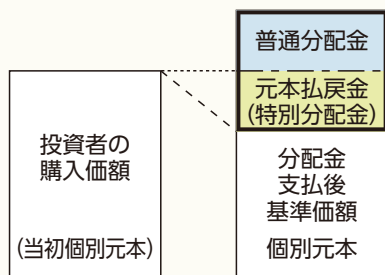 普通分配金
元本払戻金
(特別分配金)
投資者の
購入価額
(当初個別元本)
分配金
支払後
基準価額
個別元本